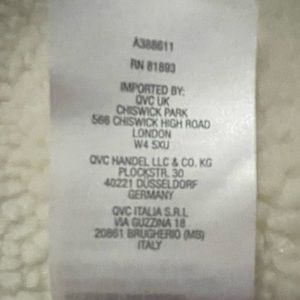 A388611
RN 81893
IMPORTED BY:
QVC UK
CHISWICK PARK
566 CHISWICK HIGH ROAD
LONDON
W4 5XU
QVC HANDEL LLC & CO. KG
PLOCKSTR. 30
40221 DÜSSELDORF
GERMANY
QVC ITALIA S.R.L
VIA GUZZINA 18
20861 BRUGHERIO (MB)
ITALY